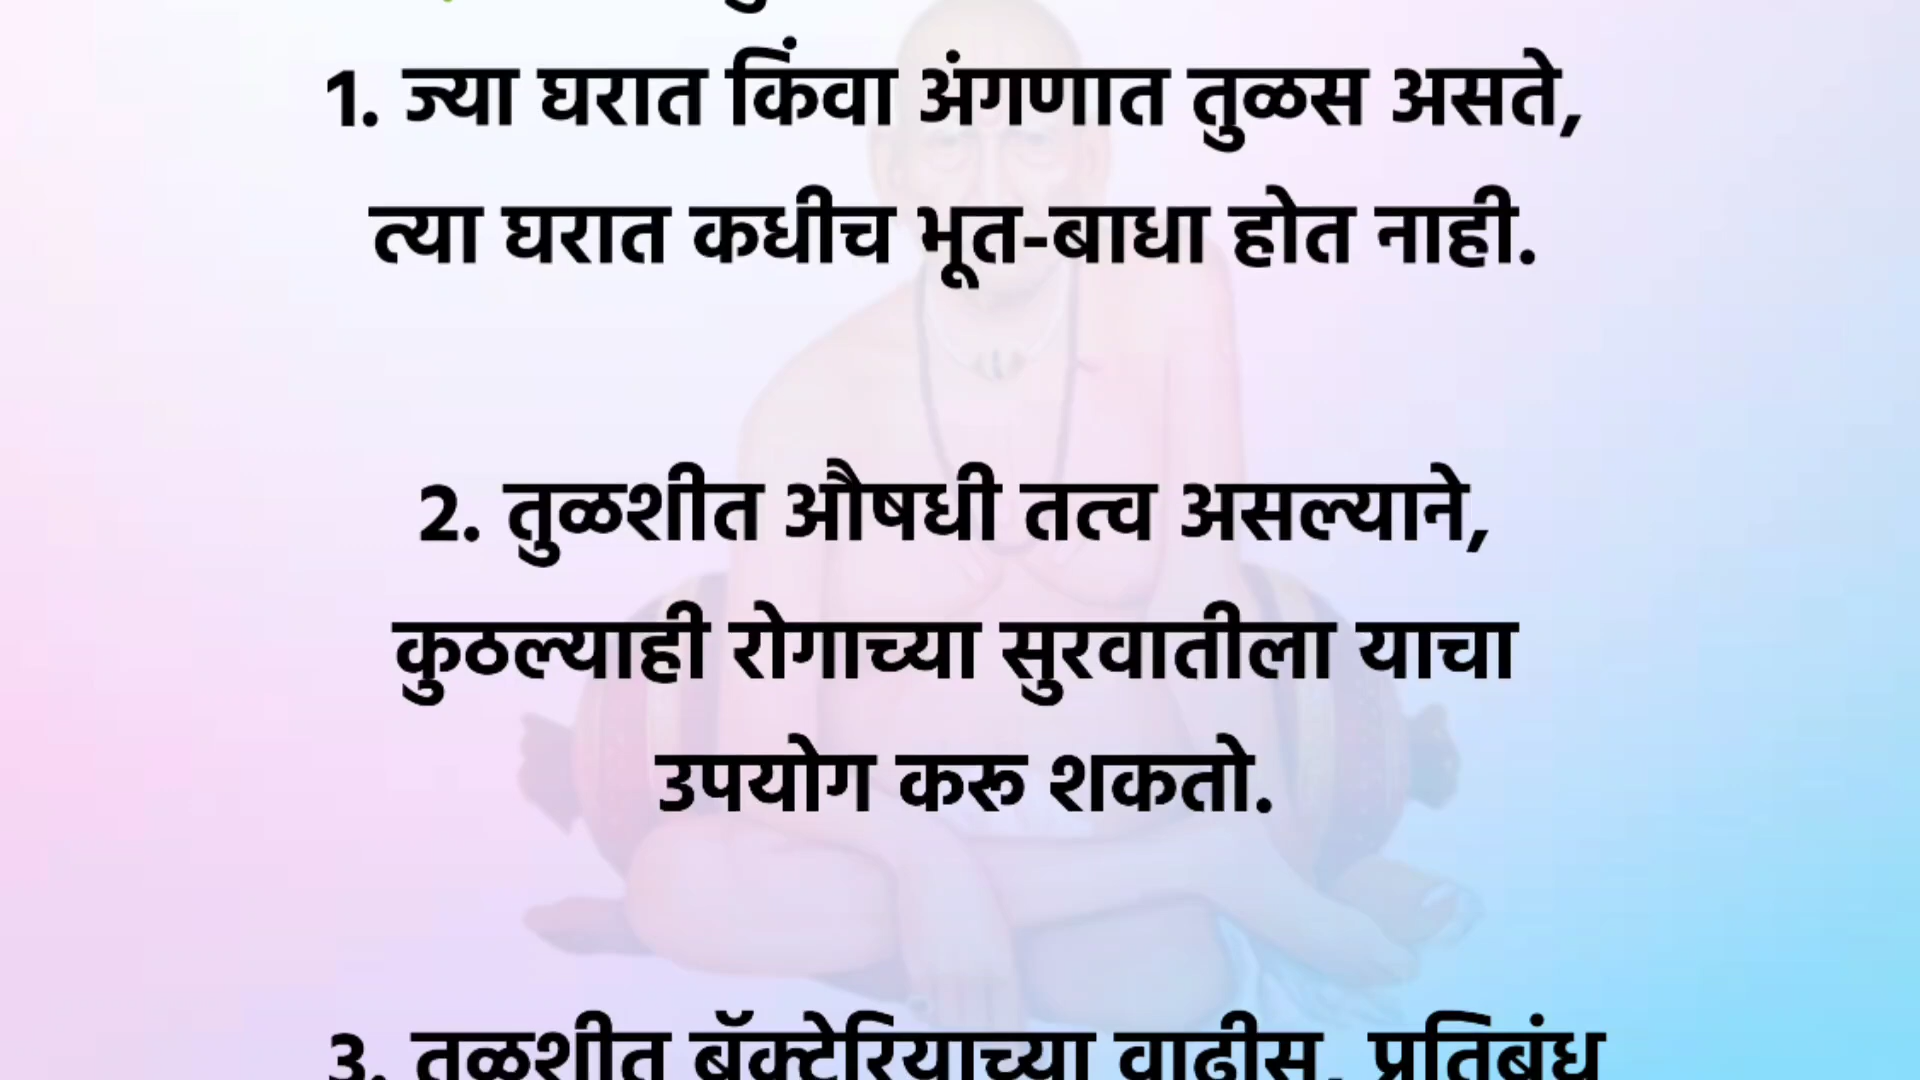 1. ज्या घरात किंवा अंगणात तुळस असते,
त्या घरात कधीच भूत-बाधा होत नाही.
2. तुळशीत औषधी तत्व असल्याने,
कुठल्याही रोगाच्या सुरवातीला याचा
उपयोग करू शकतो.
3. तुळशीत बॅक्टेरियाच्या वाढीस, प्रतिबंध